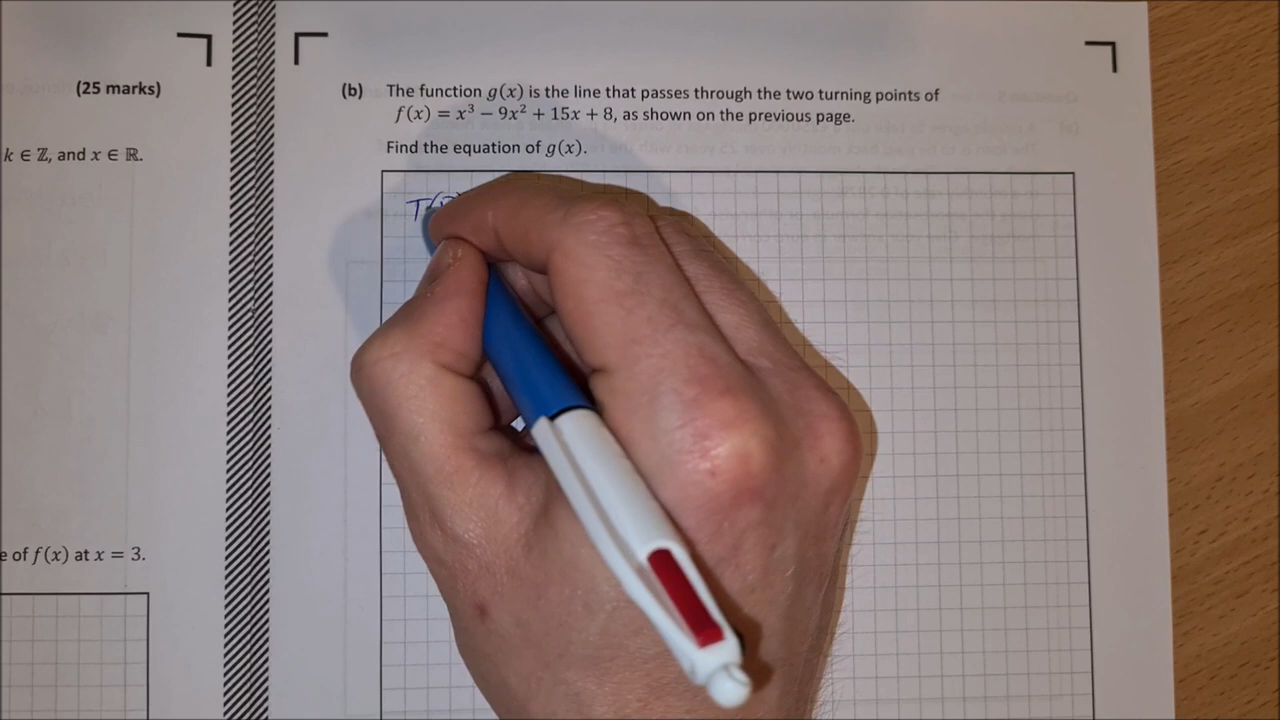 (25 marks)
k ∈ ℤ, and x ∈ ℝ.
e of f(x) at x = 3.
(b) The function g(x) is the line that passes through the two turning points of
f(x) = x³ − 9x² + 15x + 8, as shown on the previous page.
Find the equation of g(x).